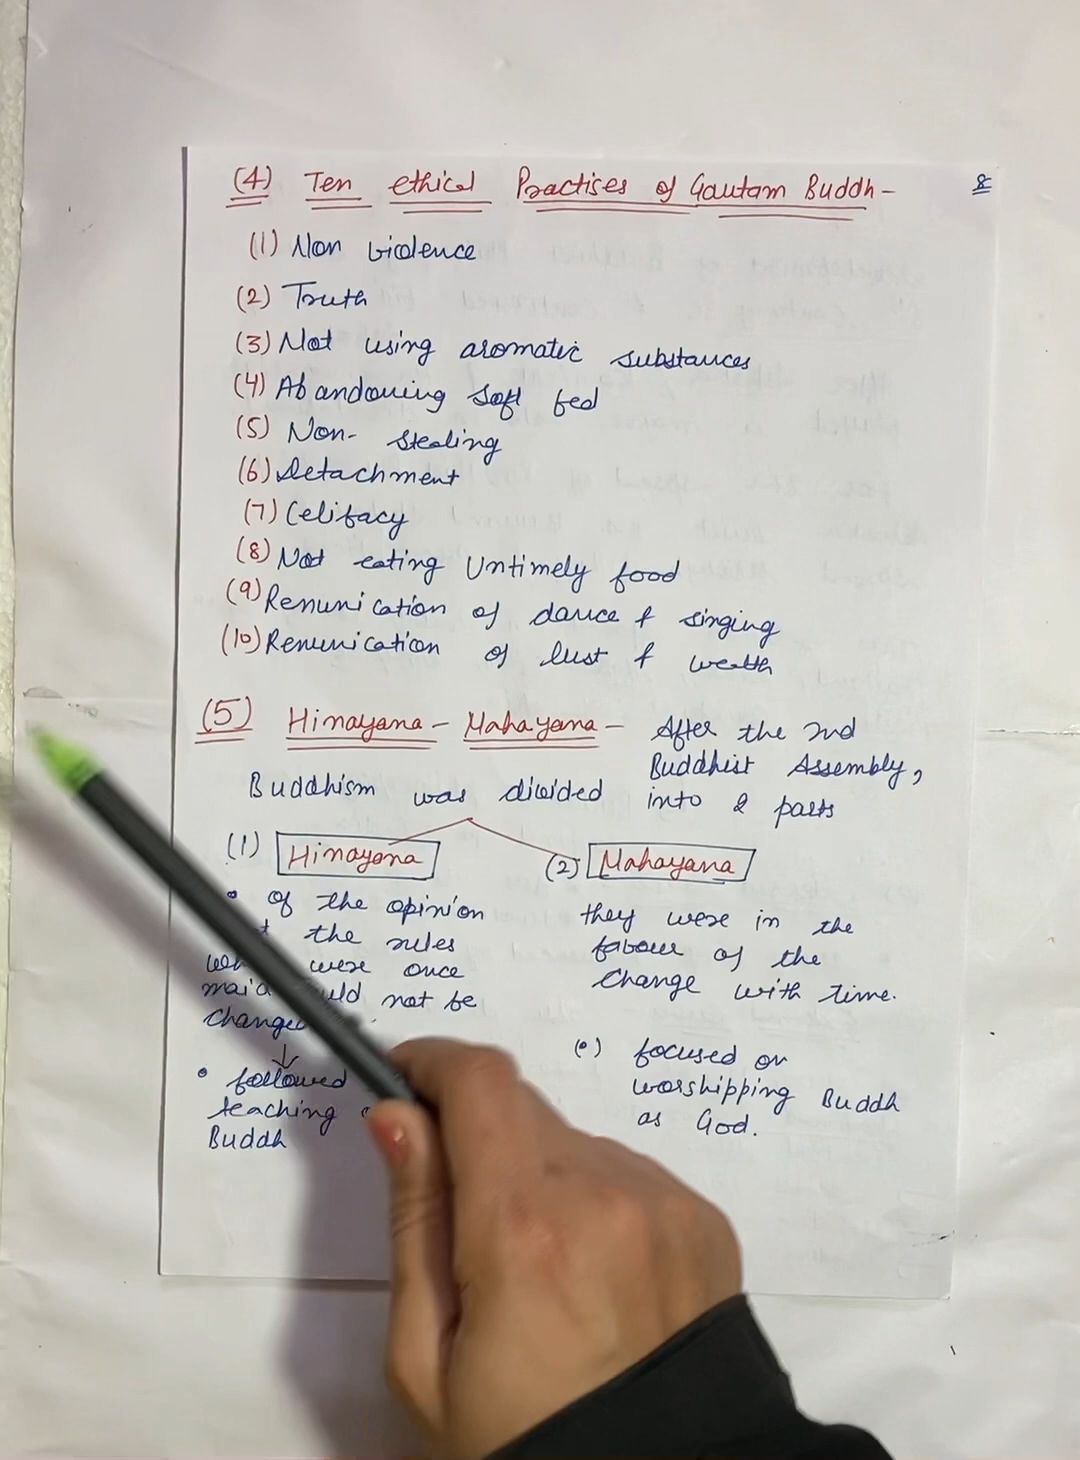 (4) Ten ethical Practises of Gautam Buddh -
8
(1) Non violence
(2) Truth
(3) Not using aromatic substances
(4) Abandoning soft bed
(5) Non- stealing
(6) Detachment
(7) Celibacy
(8) Not eating Untimely food
(9) Renunication of dance & singing
(10) Renunication of lust & wealth
(5) Hinayana - Mahayana - After the 2nd
Buddhist Assembly,
Buddhism was divided into 2 parts
(1) Hinayana
• of the opinion
the rules
were once
not be
changed
• followed
teaching
Buddh
(2) Mahayana
they were in the
favour of the
Change with time.
(•) focused on
worshipping Buddh
as God.